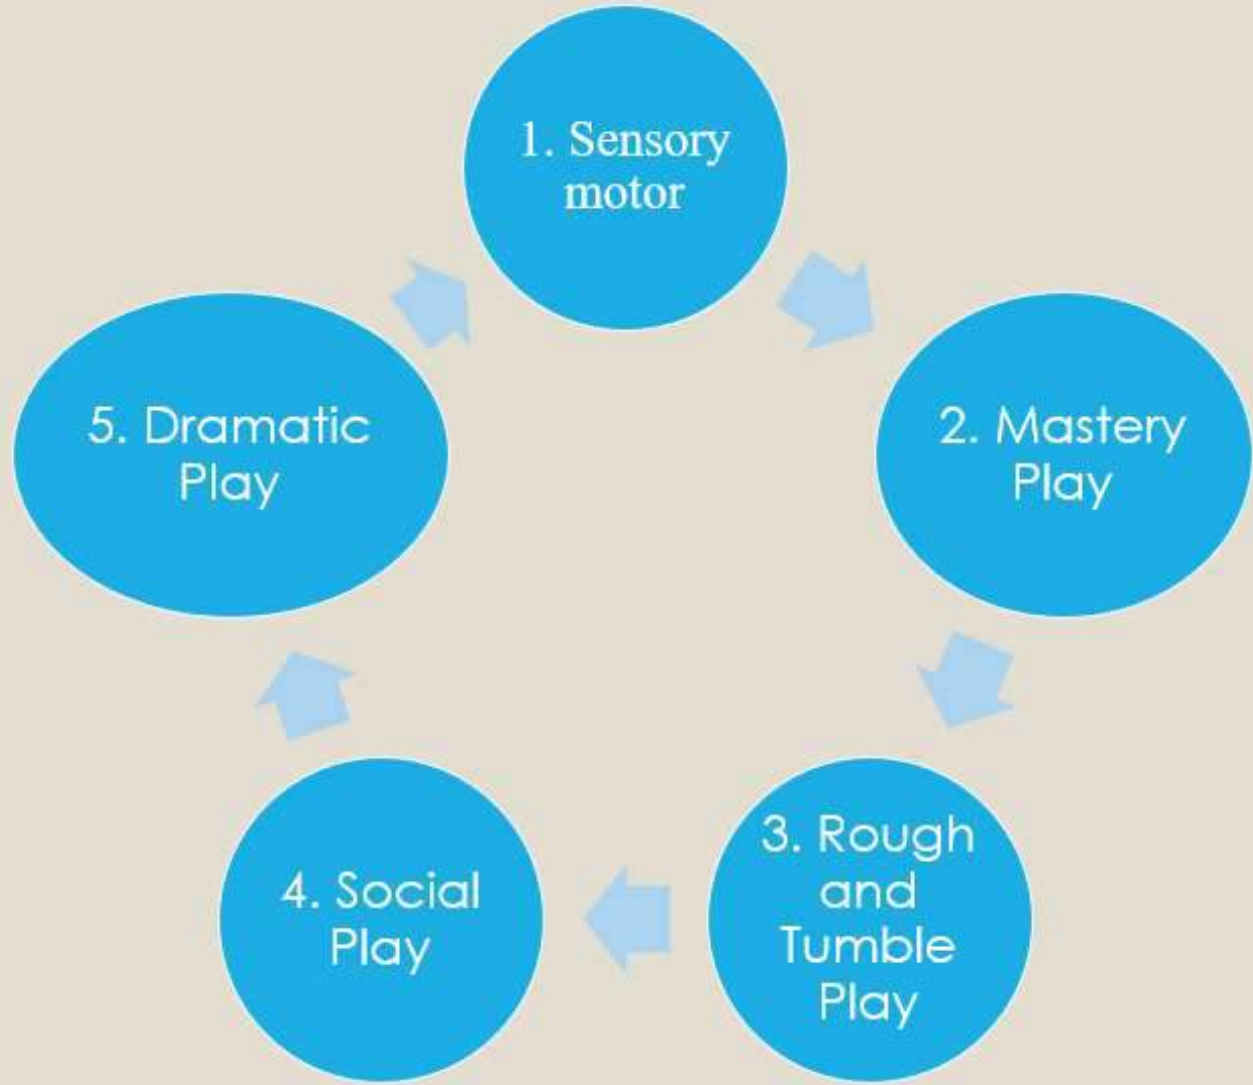 1. Sensory
motor
2. Mastery
Play
3. Rough
and
Tumble
Play
4. Social
Play
5. Dramatic
Play